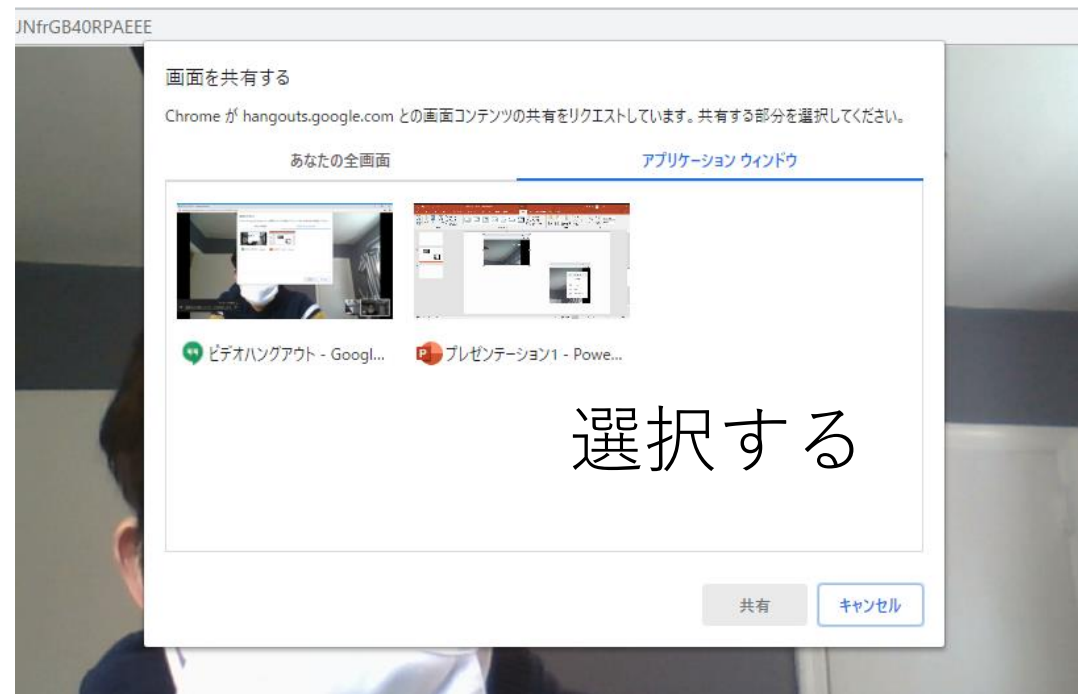 JNfrGB40RPAEEE
画面を共有する
Chrome が hangouts.google.com との画面コンテンツの共有をリクエストしています。共有する部分を選択してください。
あなたの全画面
アプリケーション ウィンドウ
ビデオハングアウト - Googl...
プレゼンテーション1 - Powe...
選択する
共有
キャンセル